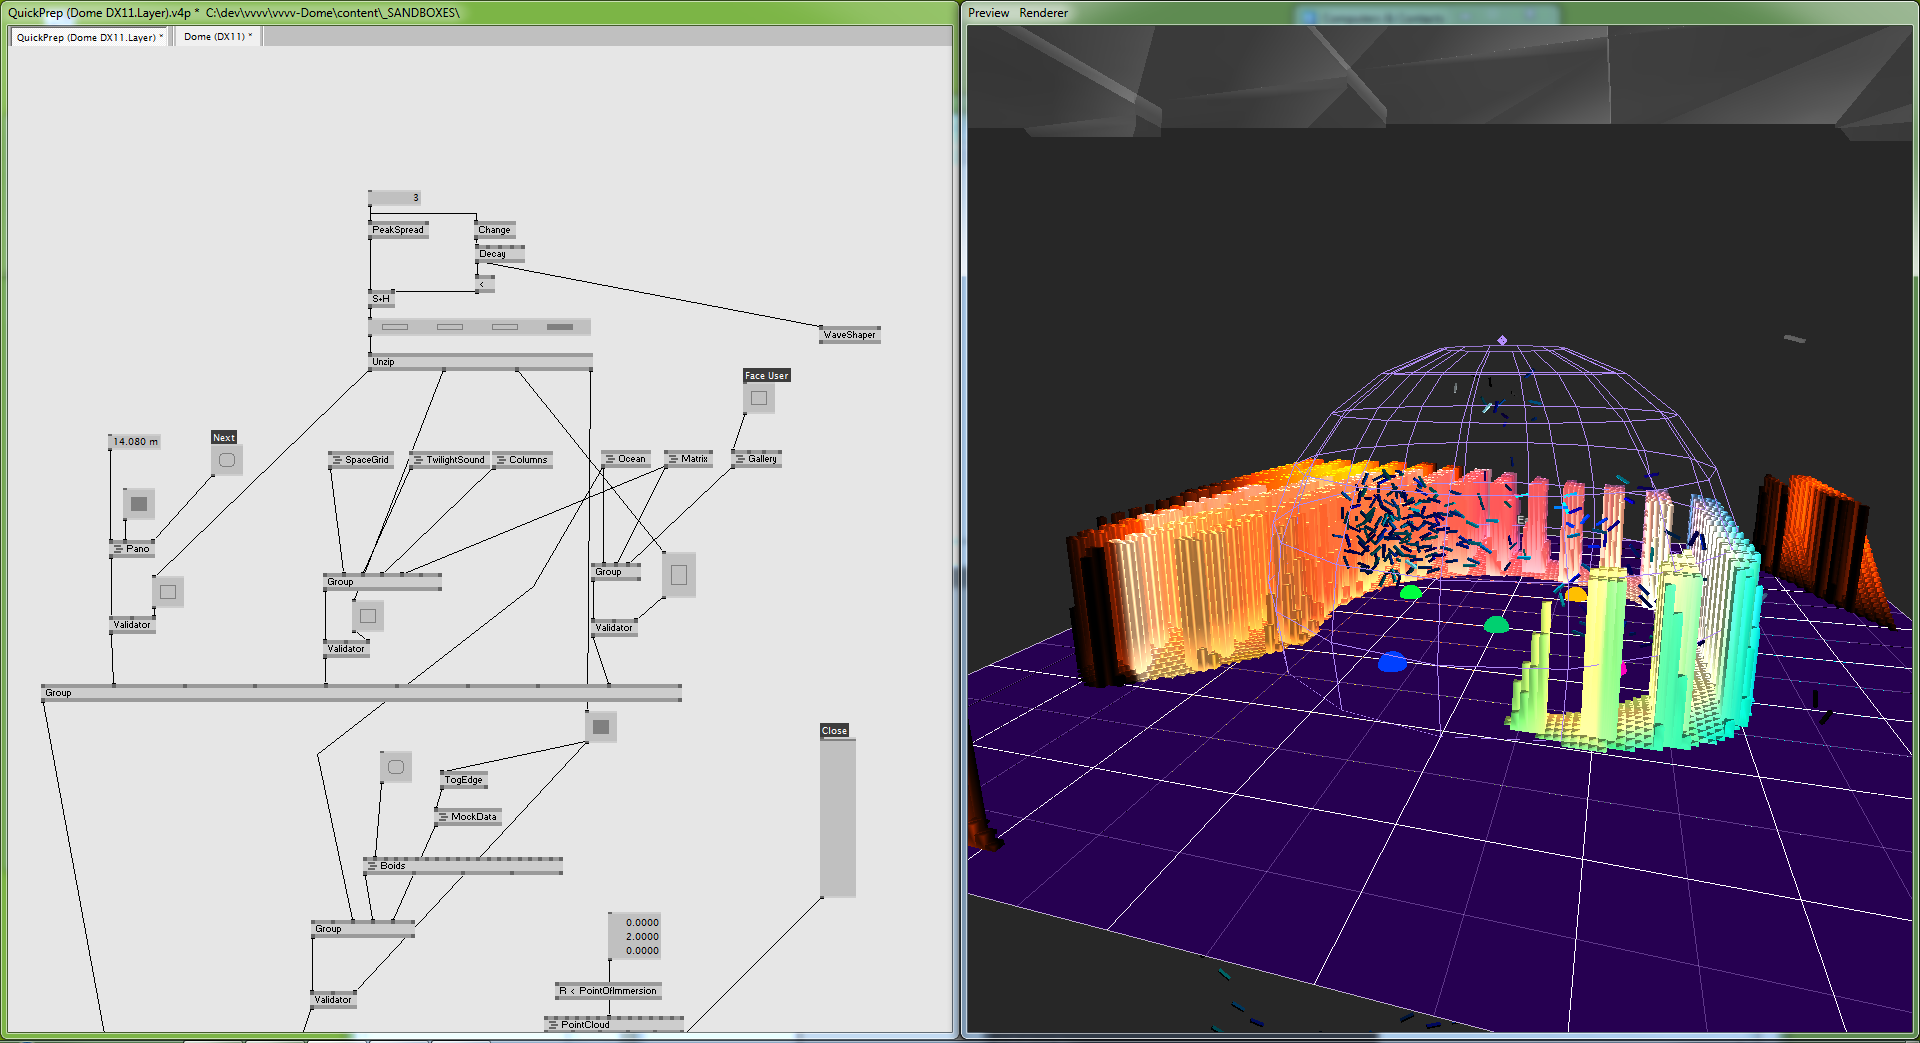 QuickPrep (Dome DX11.Layer).v4p *  C:\dev\vvvv\vvvv-Dome\content\_SANDBOXES\
QuickPrep (Dome DX11.Layer) *
Dome (DX11) *
3
PeakSpread
Change
Decay
<
S+H
WaveShaper
Unzip
Face User
14.080 m
Next
SpaceGrid
TwilightSound
Columns
Ocean
Matrix
Gallery
Pano
Group
Group
Validator
Validator
Validator
Group
Close
TogEdge
MockData
Boids
Group
0.0000
2.0000
0.0000
R < PointOfImmersion
Validator
PointCloud
Preview  Renderer
E